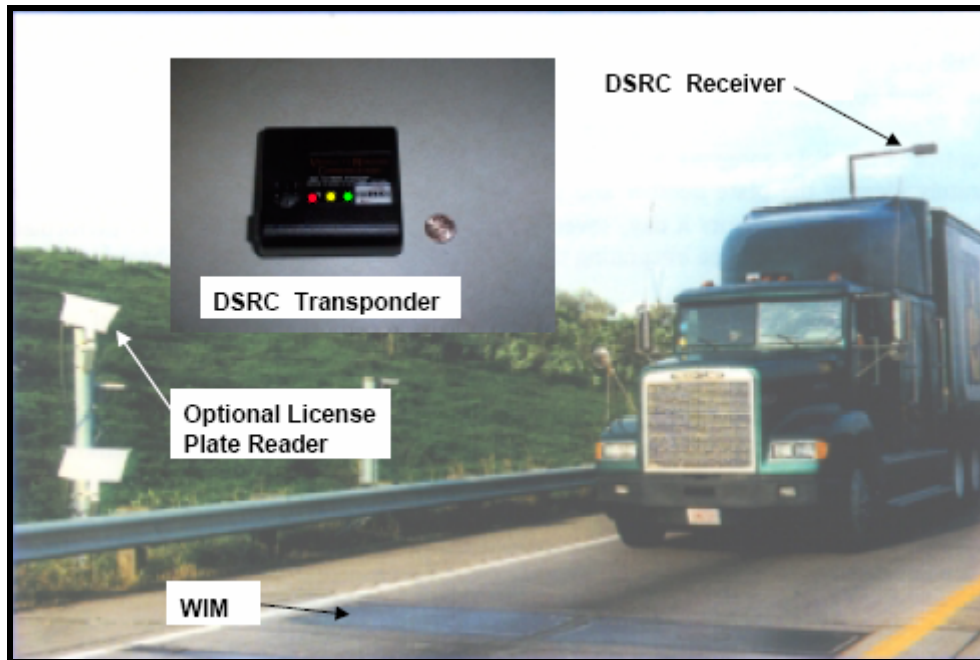 DSRC Receiver
DSRC Transponder
Optional License
Plate Reader
WIM